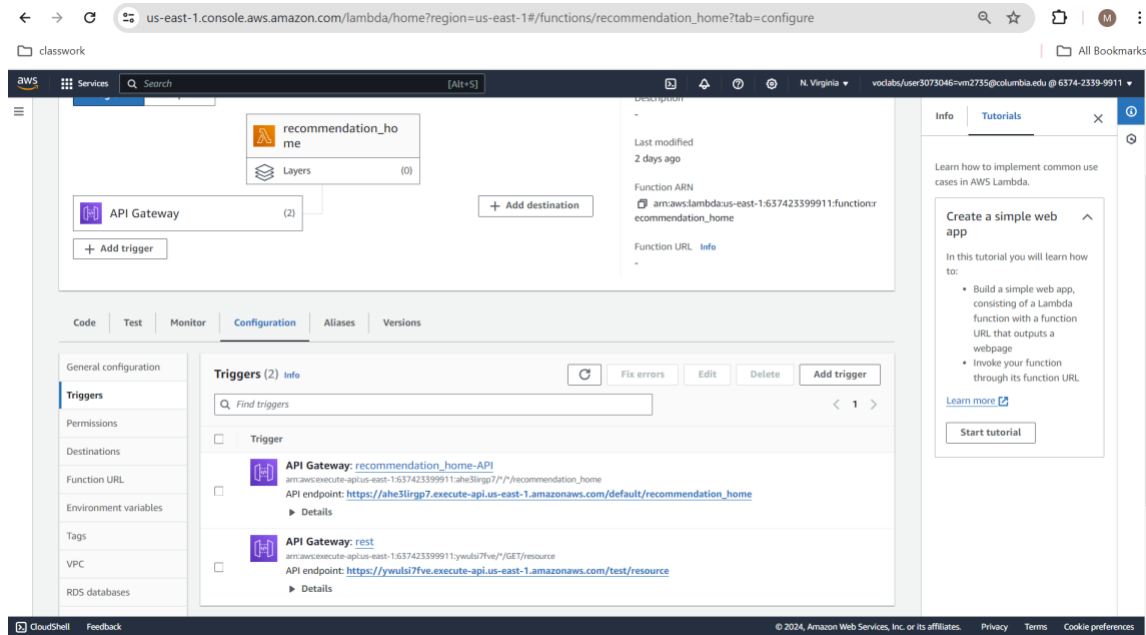 us-east-1.console.aws.amazon.com/lambda/home?region=us-east-1#/functions/recommendation_home?tab=configure
M
classwork
All Bookmarks
aws
Services
Search
[Alt+S]
N. Virginia
voclabs/user3073046=vm2735@columbia.edu @ 6374-2339-9911
recommendation_ho
me
Layers
(0)
API Gateway
(2)
+ Add trigger
+ Add destination
Description
-
Last modified
2 days ago
Function ARN
arn:aws:lambda:us-east-1:637423399911:function:r
ecommendation_home
Function URL Info
-
Info
Tutorials
Learn how to implement common use
cases in AWS Lambda.
Create a simple web
app
In this tutorial you will learn how
to:
• Build a simple web app,
consisting of a Lambda
function with a function
URL that outputs a
webpage
• Invoke your function
through its function URL
Learn more
Start tutorial
Code
Test
Monitor
Configuration
Aliases
Versions
General configuration
Triggers
Permissions
Destinations
Function URL
Environment variables
Tags
VPC
RDS databases
Triggers (2) Info
Fix errors
Edit
Delete
Add trigger
Find triggers
1
Trigger
API Gateway: recommendation_home-API
arn:aws:execute-api:us-east-1:637423399911:ahe3lirgp7/*/*/recommendation_home
API endpoint: https://ahe3lirgp7.execute-api.us-east-1.amazonaws.com/default/recommendation_home
Details
API Gateway: rest
arn:aws:execute-api:us-east-1:637423399911:ywulsi7fve/*/GET/resource
API endpoint: https://ywulsi7fve.execute-api.us-east-1.amazonaws.com/test/resource
Details
CloudShell
Feedback
© 2024, Amazon Web Services, Inc. or its affiliates.
Privacy
Terms
Cookie preferences